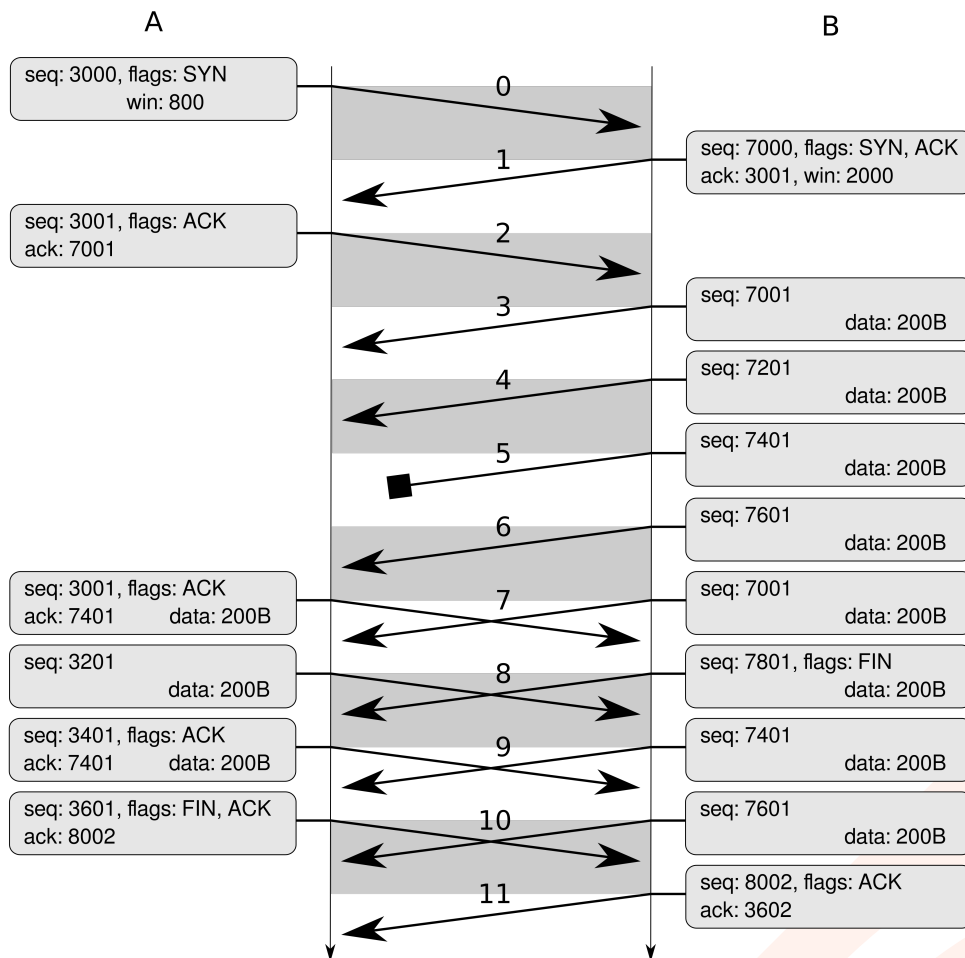 A
B
seq: 3000, flags: SYN
win: 800
0
1
seq: 7000, flags: SYN, ACK
ack: 3001, win: 2000
seq: 3001, flags: ACK
ack: 7001
2
3
seq: 7001
data: 200B
4
seq: 7201
data: 200B
5
seq: 7401
data: 200B
6
seq: 7601
data: 200B
seq: 3001, flags: ACK
ack: 7401 data: 200B
7
seq: 7001
data: 200B
seq: 3201
data: 200B
8
seq: 7801, flags: FIN
data: 200B
seq: 3401, flags: ACK
ack: 7401 data: 200B
9
seq: 7401
data: 200B
seq: 3601, flags: FIN, ACK
ack: 8002
10
seq: 7601
data: 200B
11
seq: 8002, flags: ACK
ack: 3602